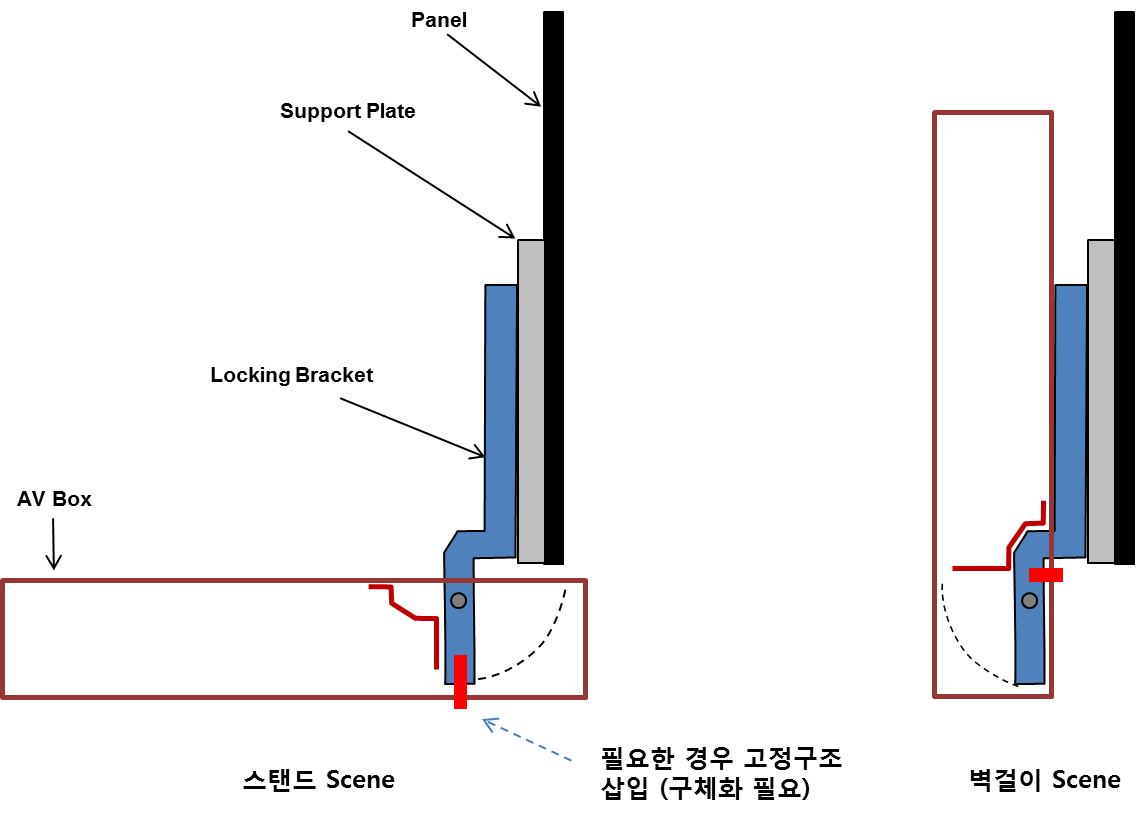 Panel
Support Plate
Locking Bracket
AV Box
필요한 경우 고정구조
삽입 (구체화 필요)
스탠드 Scene
벽걸이 Scene